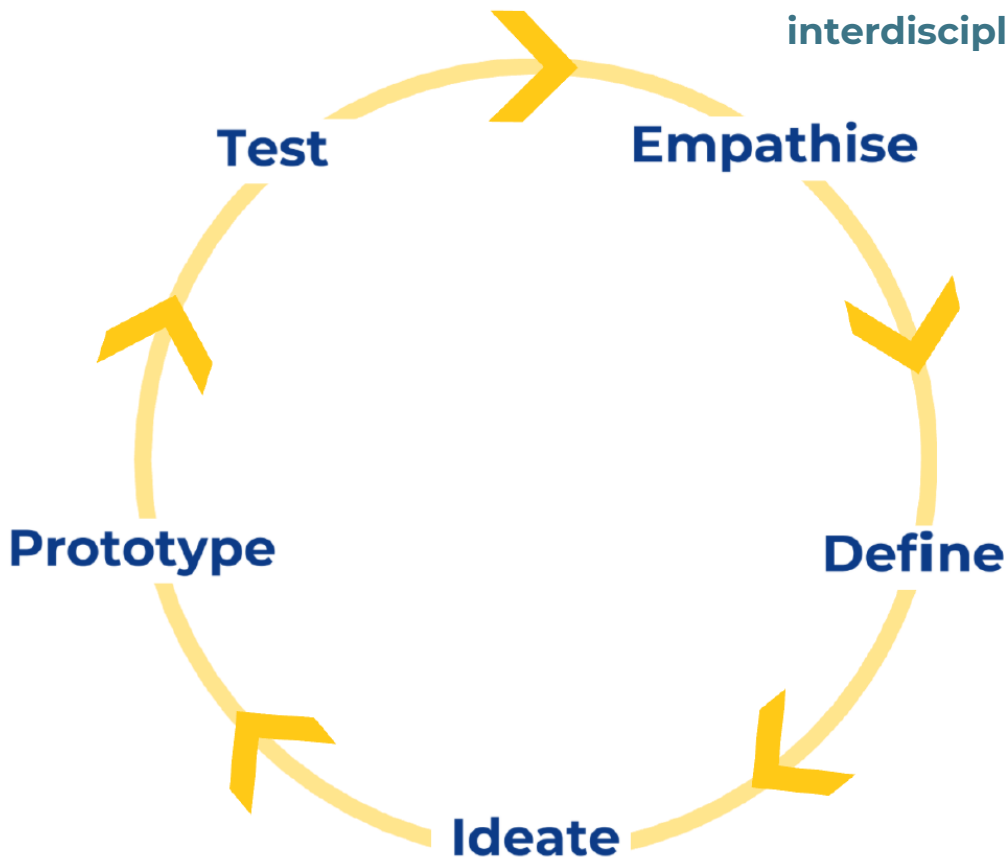 interdiscipl
Test
Empathise
Prototype
Define
Ideate